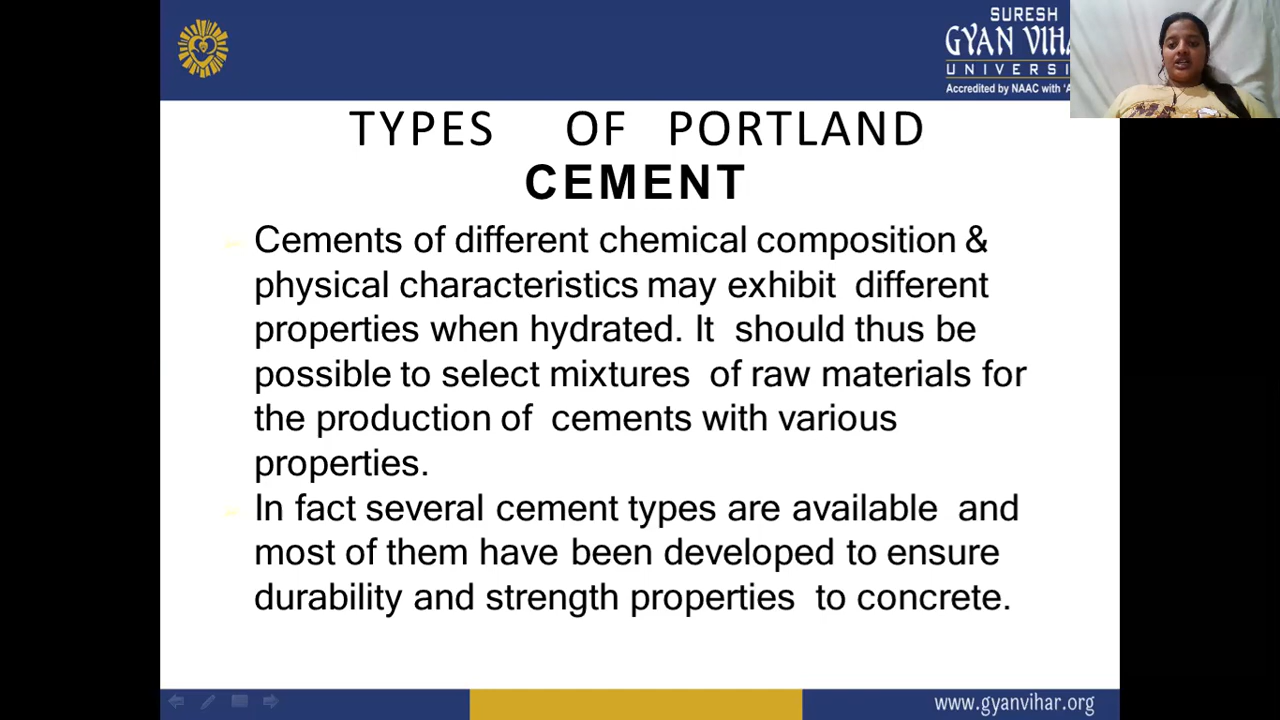 SURESH
GYAN VIHAR
UNIVERSI
Accredited by NAAC with 'A
TYPES OF PORTLAND
CEMENT
Cements of different chemical composition &
physical characteristics may exhibit different
properties when hydrated. It should thus be
possible to select mixtures of raw materials for
the production of cements with various
properties.
In fact several cement types are available and
most of them have been developed to ensure
durability and strength properties to concrete.
www.gyanvihar.org